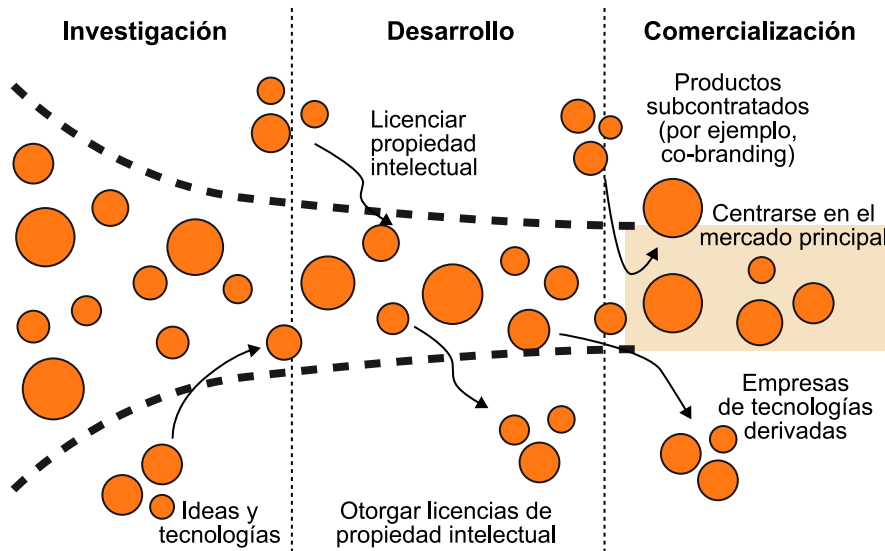 Investigación
Desarrollo
Comercialización
Licenciar
propiedad
intelectual
Productos
subcontratados
(por ejemplo,
co-branding)
Centrarse en el
mercado principal
Empresas
de tecnologías
derivadas
Ideas y
tecnologías
Otorgar licencias de
propiedad intelectual